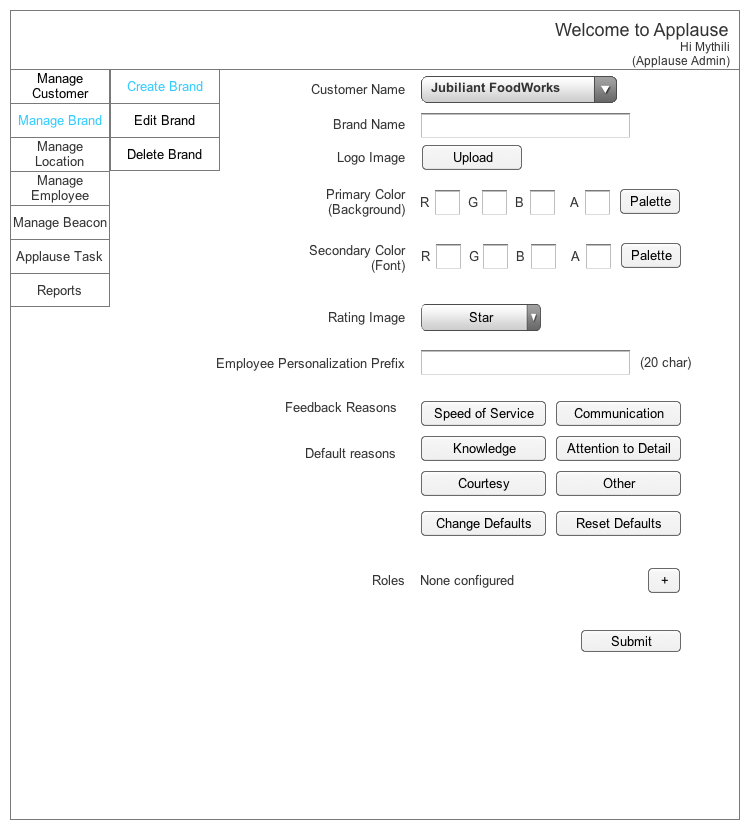 Welcome to Applause
Hi Mythili
(Applause Admin)
Manage
Customer
Manage Brand
Manage
Location
Manage
Employee
Manage Beacon
Applause Task
Reports
Create Brand
Edit Brand
Delete Brand
Customer Name Jubiliant FoodWorks
Brand Name
Logo Image Upload
Primary Color
(Background) R G B A Palette
Secondary Color
(Font) R G B A Palette
Rating Image Star
Employee Personalization Prefix (20 char)
Feedback Reasons Speed of Service Communication
Default reasons Knowledge Attention to Detail
Courtesy Other
Change Defaults Reset Defaults
Roles None configured +
Submit